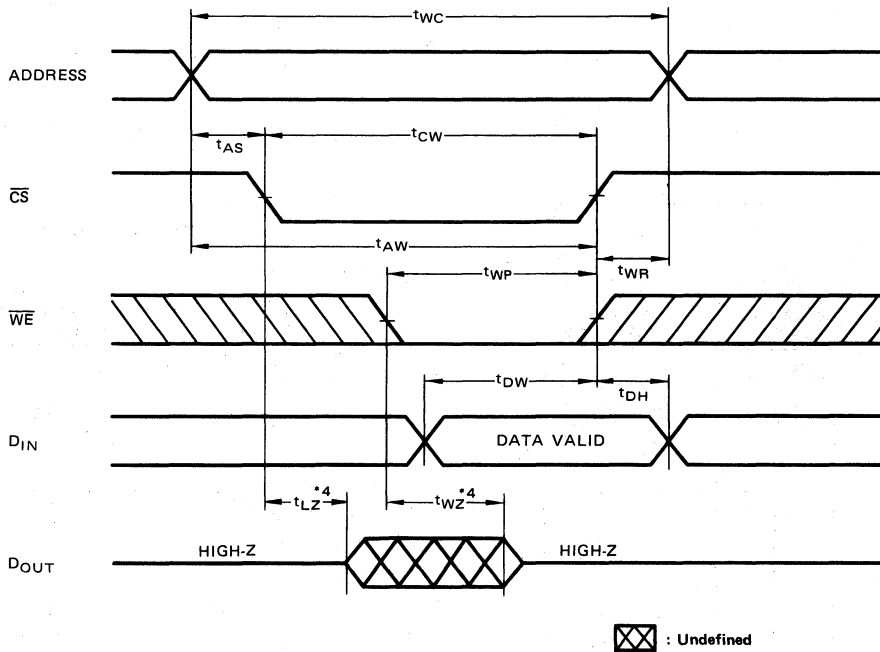 tWC
ADDRESS
tAS
tCW
CS
tAW
tWP
tWR
WE
tDW
tDH
DIN
DATA VALID
tLZ*4
tWZ*4
DOUT
HIGH-Z
HIGH-Z
: Undefined